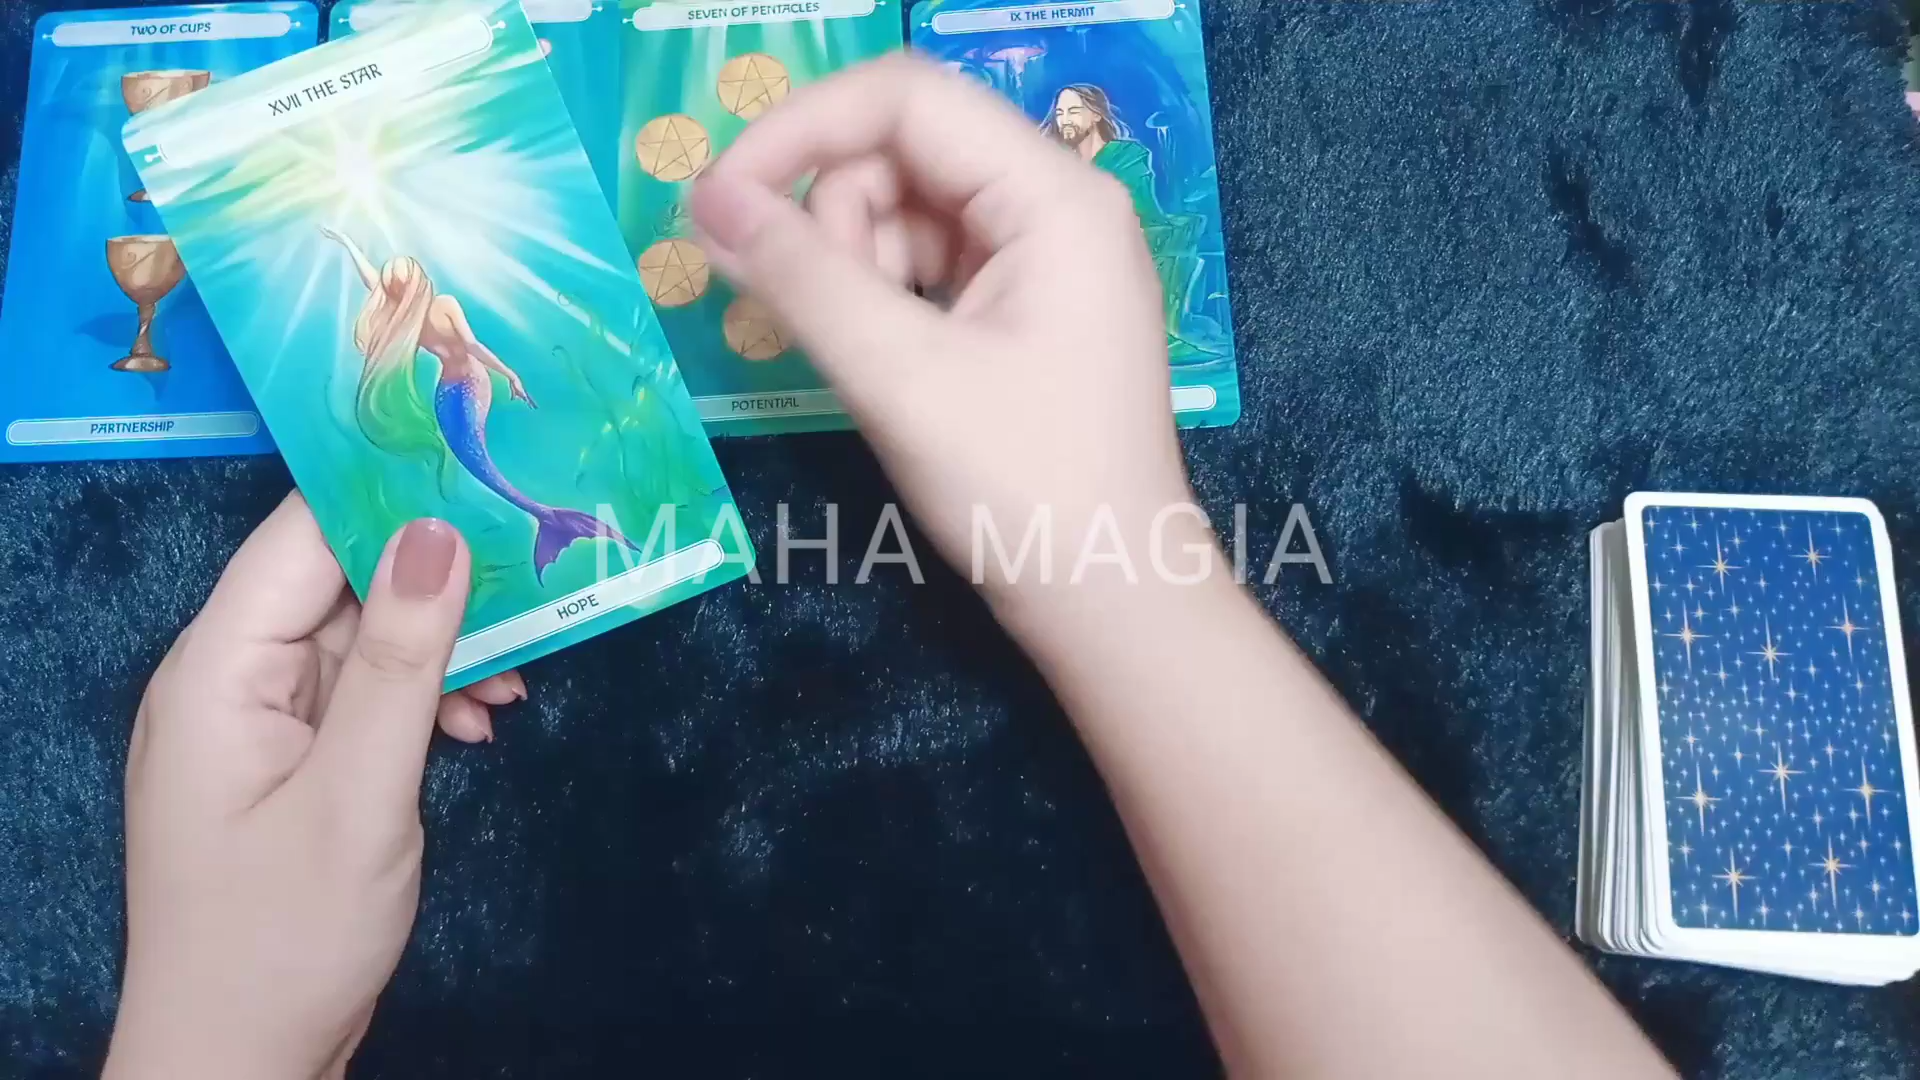 TWO OF CUPS
SEVEN OF PENTACLES
IX THE HERMIT
XVII THE STAR
POTENTIAL
PARTNERSHIP
MAHA MAGIA
HOPE